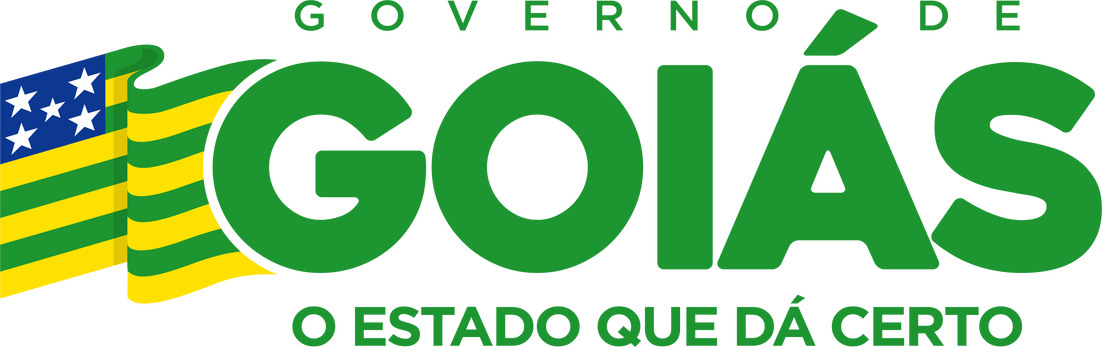 GOVERNO DE
GOIÁS
O ESTADO QUE DÁ CERTO